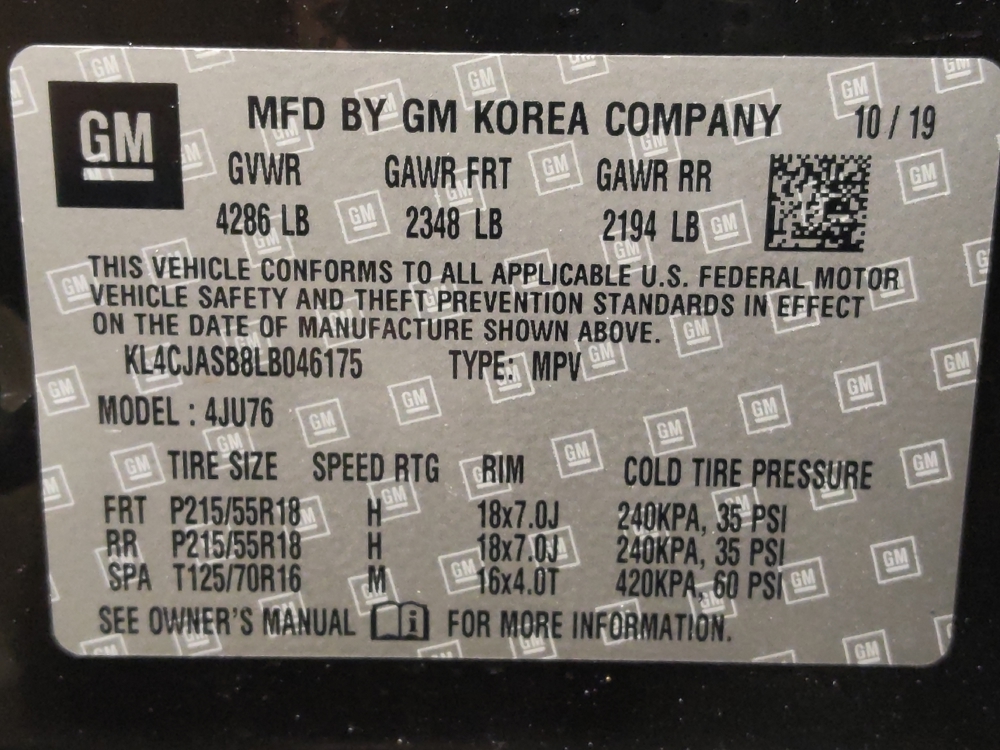 GM
MFD BY GM KOREA COMPANY 10 / 19
GVWR GAWR FRT GAWR RR
4286 LB 2348 LB 2194 LB
THIS VEHICLE CONFORMS TO ALL APPLICABLE U.S. FEDERAL MOTOR
VEHICLE SAFETY AND THEFT PREVENTION STANDARDS IN EFFECT
ON THE DATE OF MANUFACTURE SHOWN ABOVE.
KL4CJASB8LB046175 TYPE: MPV
MODEL : 4JU76
TIRE SIZE SPEED RTG RIM COLD TIRE PRESSURE
FRT P215/55R18 H 18x7.0J 240KPA, 35 PSI
RR P215/55R18 H 18x7.0J 240KPA, 35 PSI
SPA T125/70R16 M 16x4.0T 420KPA, 60 PSI
SEE OWNER'S MANUAL i FOR MORE INFORMATION.